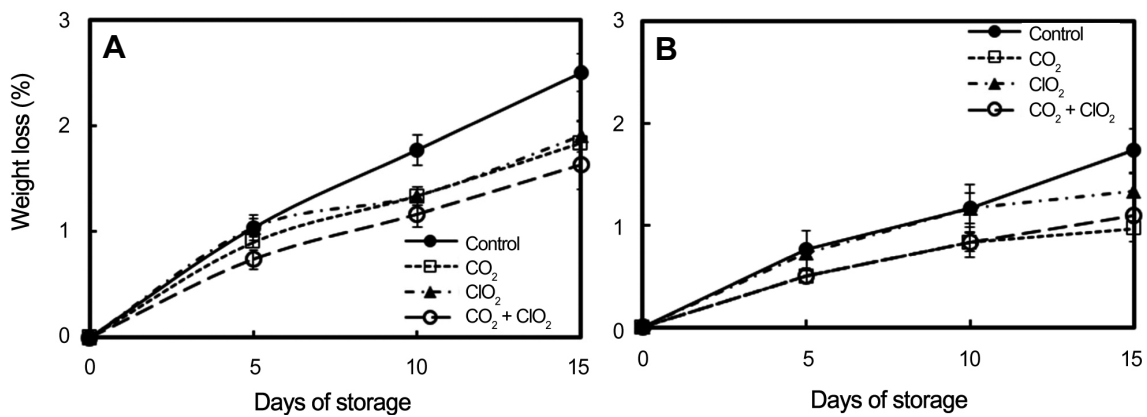 A
Weight loss (%)
3
2
1
0
0 5 10 15
Days of storage
Control
CO₂
ClO₂
CO₂ + ClO₂
B
3
2
1
0
0 5 10 15
Days of storage
Control
CO₂
ClO₂
CO₂ + ClO₂